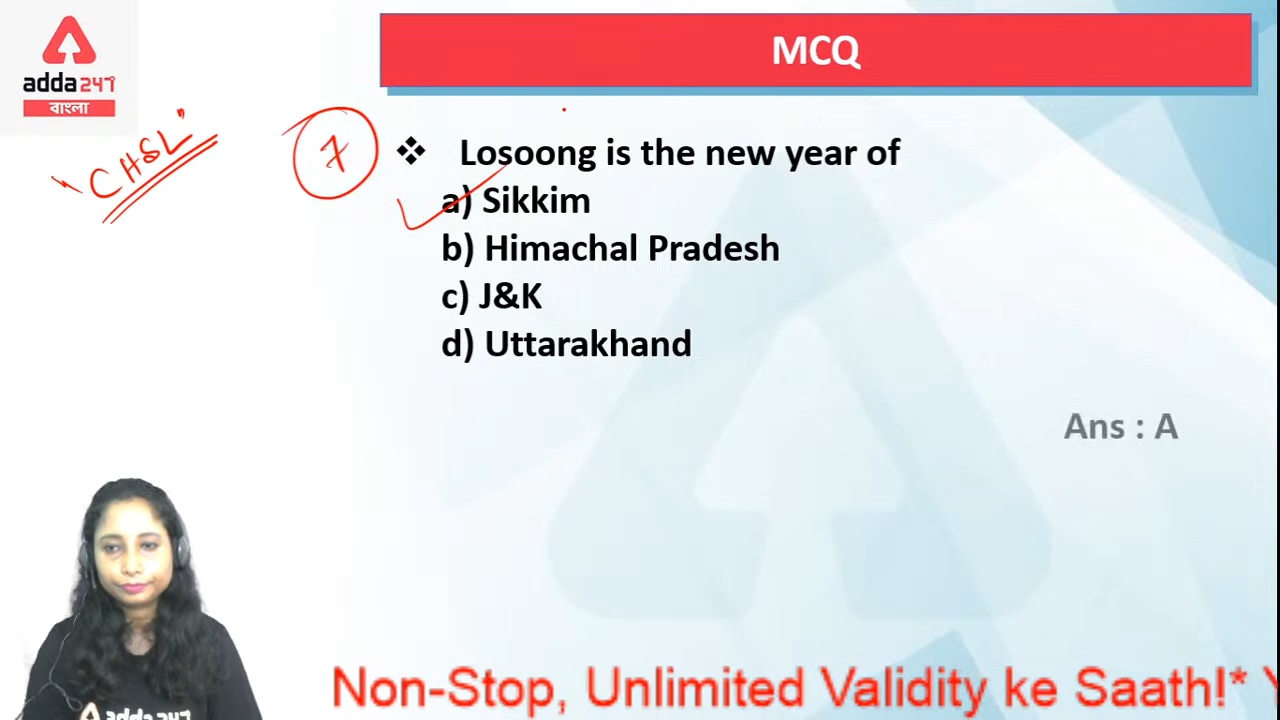 adda247
বাংলা
MCQ
"CHSL"
7
❖ Losoong is the new year of
a) Sikkim
b) Himachal Pradesh
c) J&K
d) Uttarakhand
Ans : A
adda247
Non-Stop, Unlimited Validity ke Saath!* Y